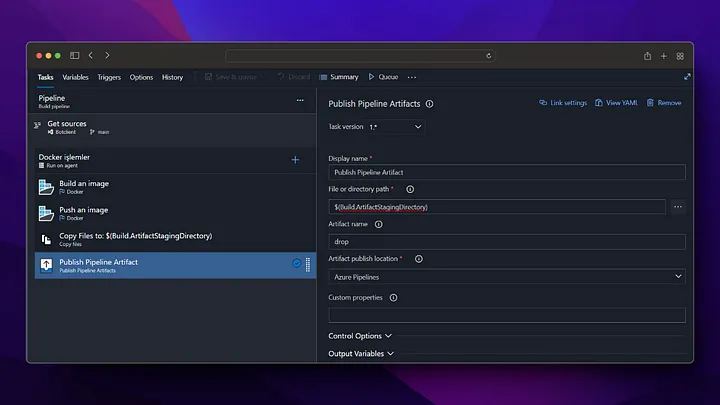 Tasks Variables Triggers Options History Save & queue Discard Summary Queue ...
Pipeline
Build pipeline
...
Get sources
Botclient main
Docker işlemler
Run on agent
Build an image
Docker
Push an image
Docker
Copy Files to: $(Build.ArtifactStagingDirectory)
Copy files
Publish Pipeline Artifact
Publish Pipeline Artifacts
Publish Pipeline Artifacts
Link settings View YAML Remove
Task version 1.*
Display name *
Publish Pipeline Artifact
File or directory path *
$(Build.ArtifactStagingDirectory)
...
Artifact name
drop
Artifact publish location *
Azure Pipelines
Custom properties
Control Options
Output Variables